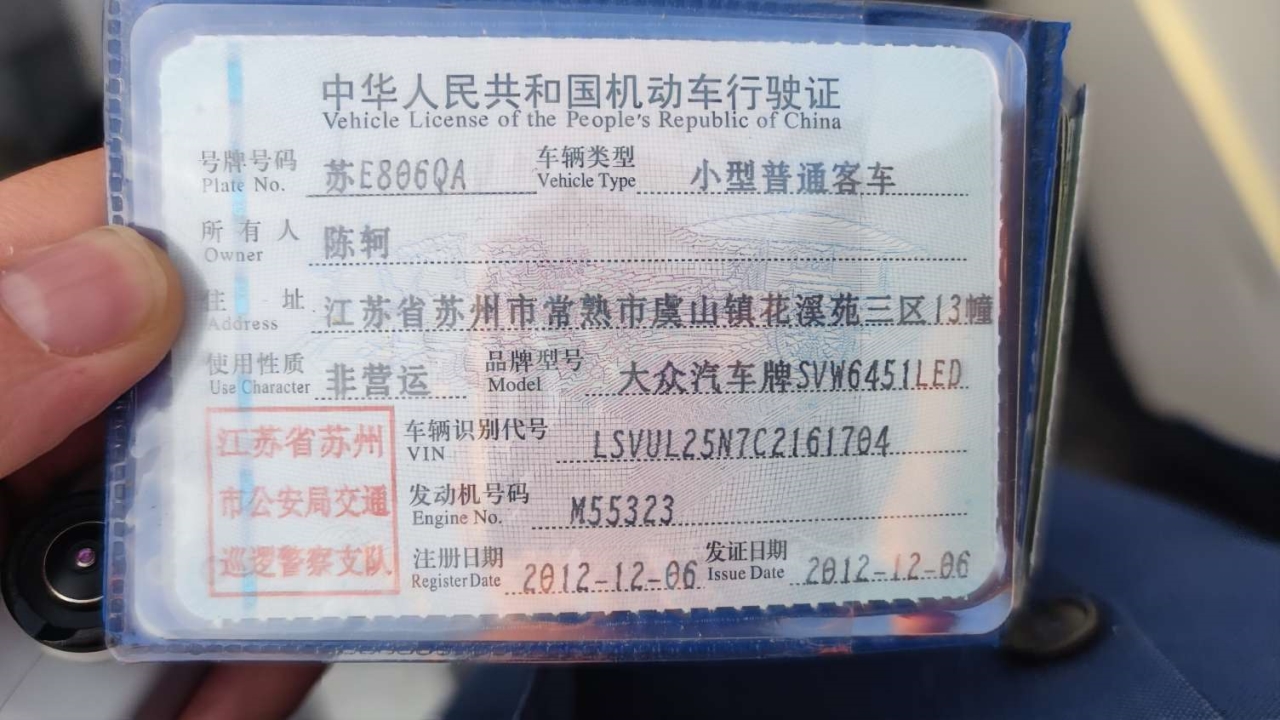 中华人民共和国机动车行驶证
Vehicle License of the People's Republic of China
号牌号码 苏E806QA 车辆类型 小型普通客车
Plate No. Vehicle Type
所有人 陈轲
Owner
住址 江苏省苏州市常熟市虞山镇花溪苑三区13幢
Address
使用性质 非营运 品牌型号 大众汽车牌SVW6451LED
Use Character Model
江苏省苏州
市公安局交通
巡逻警察支队
车辆识别代号 LSVUL25N7C2161704
VIN
发动机号码 M55323
Engine No.
注册日期 2012-12-06 发证日期 2012-12-06
Register Date Issue Date